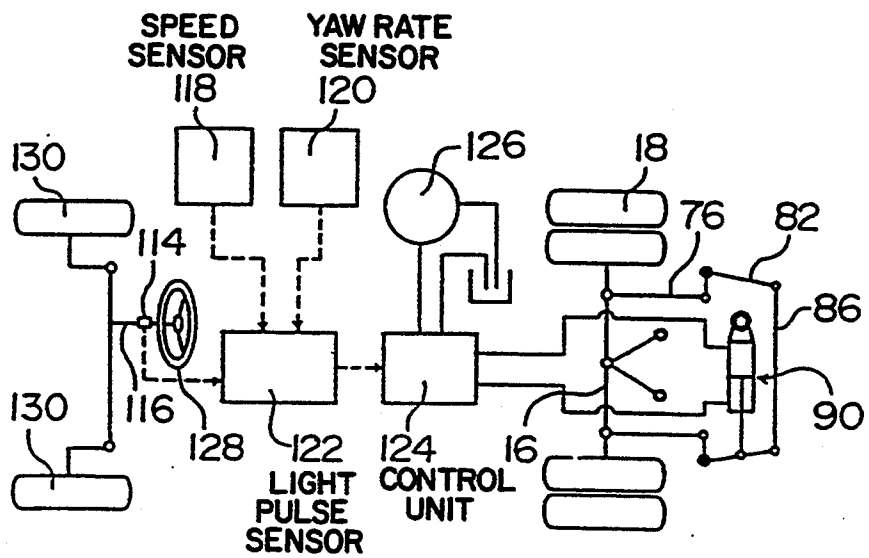 SPEED
SENSOR
118
YAW RATE
SENSOR
120
130
114
126
18
76
82
86
130
116
128
122
LIGHT
PULSE
SENSOR
124
CONTROL
UNIT
16
90